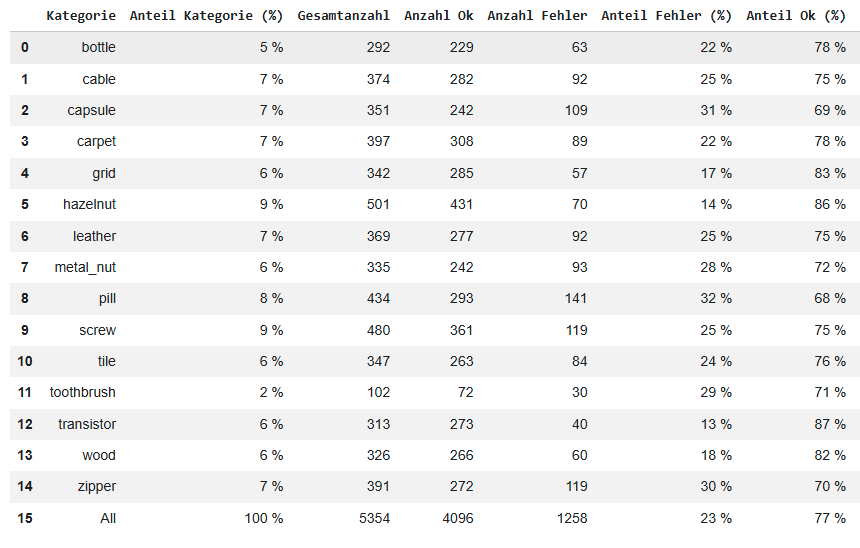 Kategorie Anteil Kategorie (%) Gesamtanzahl Anzahl Ok Anzahl Fehler Anteil Fehler (%) Anteil Ok (%)
0 bottle 5 % 292 229 63 22 % 78 %
1 cable 7 % 374 282 92 25 % 75 %
2 capsule 7 % 351 242 109 31 % 69 %
3 carpet 7 % 397 308 89 22 % 78 %
4 grid 6 % 342 285 57 17 % 83 %
5 hazelnut 9 % 501 431 70 14 % 86 %
6 leather 7 % 369 277 92 25 % 75 %
7 metal_nut 6 % 335 242 93 28 % 72 %
8 pill 8 % 434 293 141 32 % 68 %
9 screw 9 % 480 361 119 25 % 75 %
10 tile 6 % 347 263 84 24 % 76 %
11 toothbrush 2 % 102 72 30 29 % 71 %
12 transistor 6 % 313 273 40 13 % 87 %
13 wood 6 % 326 266 60 18 % 82 %
14 zipper 7 % 391 272 119 30 % 70 %
15 All 100 % 5354 4096 1258 23 % 77 %